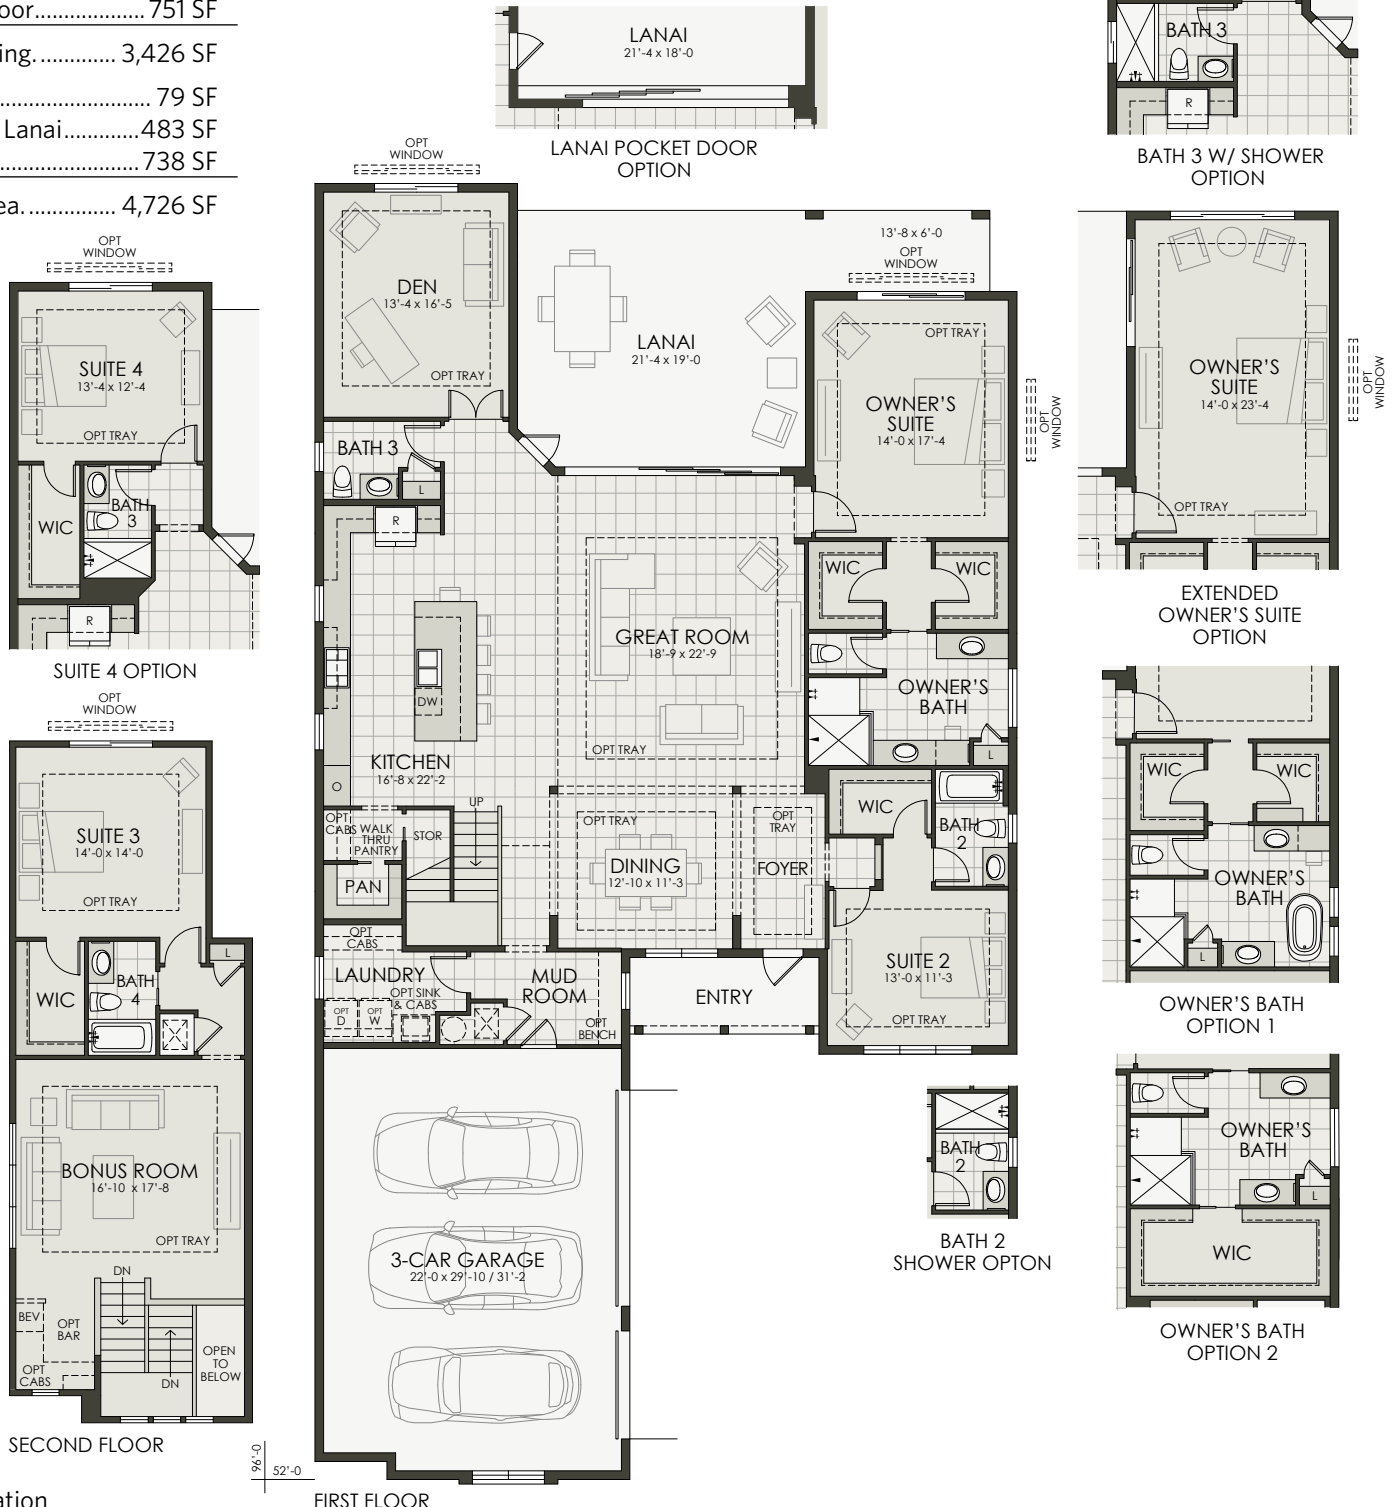 oor.................. 751 SF
ing. .............. 3,426 SF
............................ 79 SF
Lanai.............483 SF
..........................738 SF
ea. ................ 4,726 SF
LANAI
21'-4 x 18'-0
LANAI POCKET DOOR
OPTION
BATH 3
R
BATH 3 W/ SHOWER
OPTION
OPT
WINDOW
SUITE 4
13'-4 x 12'-4
OPT TRAY
WIC
BATH
3
R
SUITE 4 OPTION
OPT
WINDOW
SUITE 3
14'-0 x 14'-0
OPT TRAY
L
WIC
BATH
4
BONUS ROOM
16'-10 x 17'-8
OPT TRAY
DN
BEV
OPT
BAR
OPT
CABS
DN
OPEN
TO
BELOW
SECOND FLOOR
OPT
WINDOW
DEN
13'-4 x 16'-5
OPT TRAY
13'-8 x 6'-0
OPT
WINDOW
LANAI
21'-4 x 19'-0
OPT TRAY
OWNER'S
SUITE
14'-0 x 17'-4
OPT
WINDOW
BATH 3
L
R
WIC
WIC
GREAT ROOM
18'-9 x 22'-9
OPT TRAY
OWNER'S
BATH
L
DW
KITCHEN
16'-8 x 22'-2
O
UP
OPT
CABS
WALK
THRU
PANTRY
STOR
PAN
OPT TRAY
DINING
12'-10 x 11'-3
OPT
TRAY
FOYER
WIC
BATH
2
OPT
CABS
LAUNDRY
OPT SINK
& CABS
OPT
D
OPT
W
MUD
ROOM
OPT
BENCH
ENTRY
SUITE 2
13'-0 x 11'-3
OPT TRAY
3-CAR GARAGE
22'-0 x 29'-10 / 31'-2
96'-0
52'-0
FIRST FLOOR
OWNER'S
SUITE
14'-0 x 23'-4
OPT TRAY
OPT
WINDOW
EXTENDED
OWNER'S SUITE
OPTION
WIC
WIC
OWNER'S
BATH
L
OWNER'S BATH
OPTION 1
BATH
2
BATH 2
SHOWER OPTON
OWNER'S
BATH
L
WIC
OWNER'S BATH
OPTION 2
ation